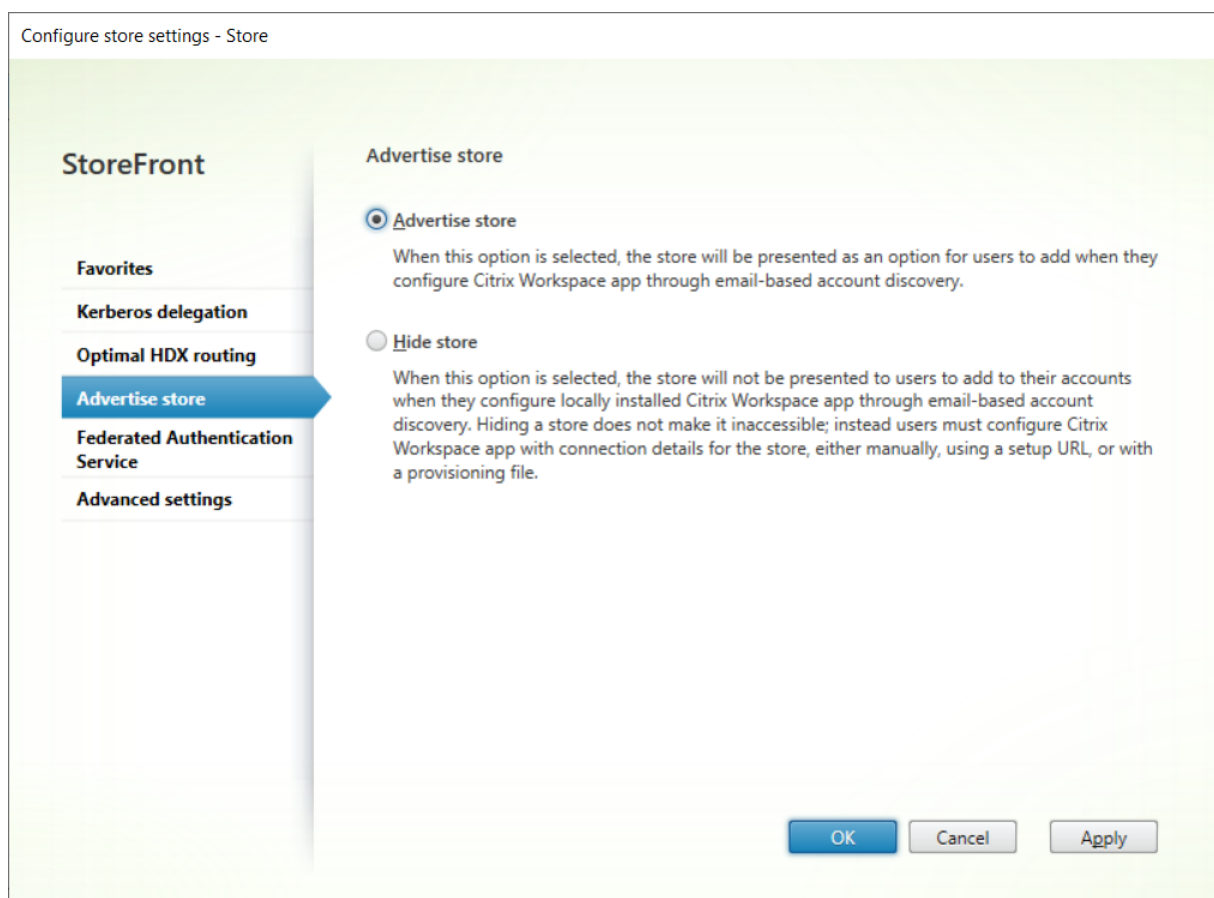 Configure store settings - Store
StoreFront
Favorites
Kerberos delegation
Optimal HDX routing
Advertise store
Federated Authentication
Service
Advanced settings
Advertise store
Advertise store
When this option is selected, the store will be presented as an option for users to add when they
configure Citrix Workspace app through email-based account discovery.
Hide store
When this option is selected, the store will not be presented to users to add to their accounts
when they configure locally installed Citrix Workspace app through email-based account
discovery. Hiding a store does not make it inaccessible; instead users must configure Citrix
Workspace app with connection details for the store, either manually, using a setup URL, or with
a provisioning file.
OK
Cancel
Apply